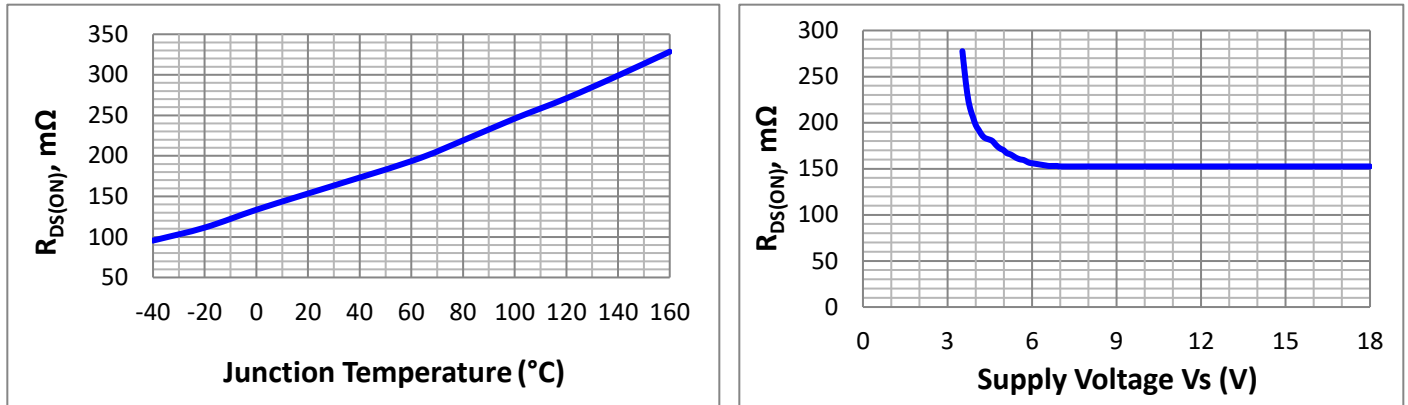 350
300
250
200
150
100
50
R_DS(ON), mΩ
-40 -20 0 20 40 60 80 100 120 140 160
Junction Temperature (°C)
300
250
200
150
100
50
0
R_DS(ON), mΩ
0 3 6 9 12 15 18
Supply Voltage Vs (V)